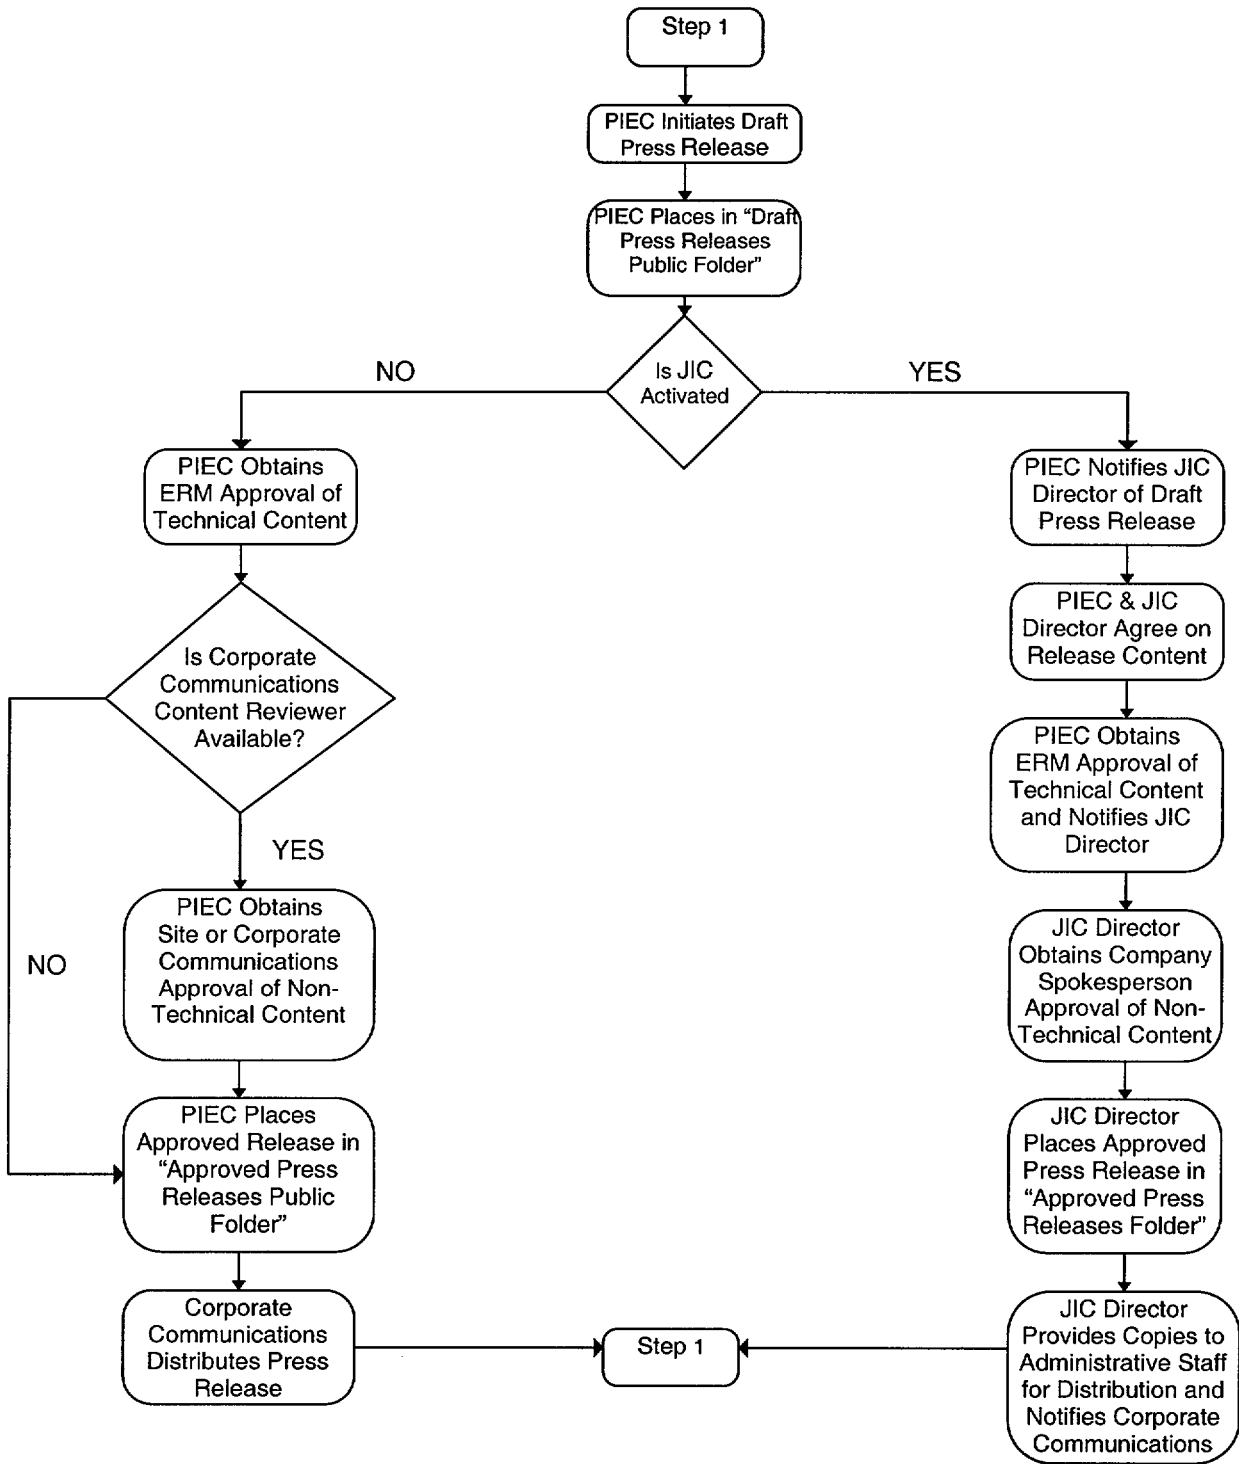 Step 1
PIEC Initiates Draft
Press Release
PIEC Places in “Draft
Press Releases
Public Folder”
Is JIC
Activated
NO
YES
PIEC Obtains
ERM Approval of
Technical Content
Is Corporate
Communications
Content Reviewer
Available?
YES
NO
PIEC Obtains
Site or Corporate
Communications
Approval of Non-
Technical Content
PIEC Places
Approved Release in
“Approved Press
Releases Public
Folder”
Corporate
Communications
Distributes Press
Release
PIEC Notifies JIC
Director of Draft
Press Release
PIEC & JIC
Director Agree on
Release Content
PIEC Obtains
ERM Approval of
Technical Content
and Notifies JIC
Director
JIC Director
Obtains Company
Spokesperson
Approval of Non-
Technical Content
JIC Director
Places Approved
Press Release in
“Approved Press
Releases Folder”
JIC Director
Provides Copies to
Administrative Staff
for Distribution and
Notifies Corporate
Communications
Step 1